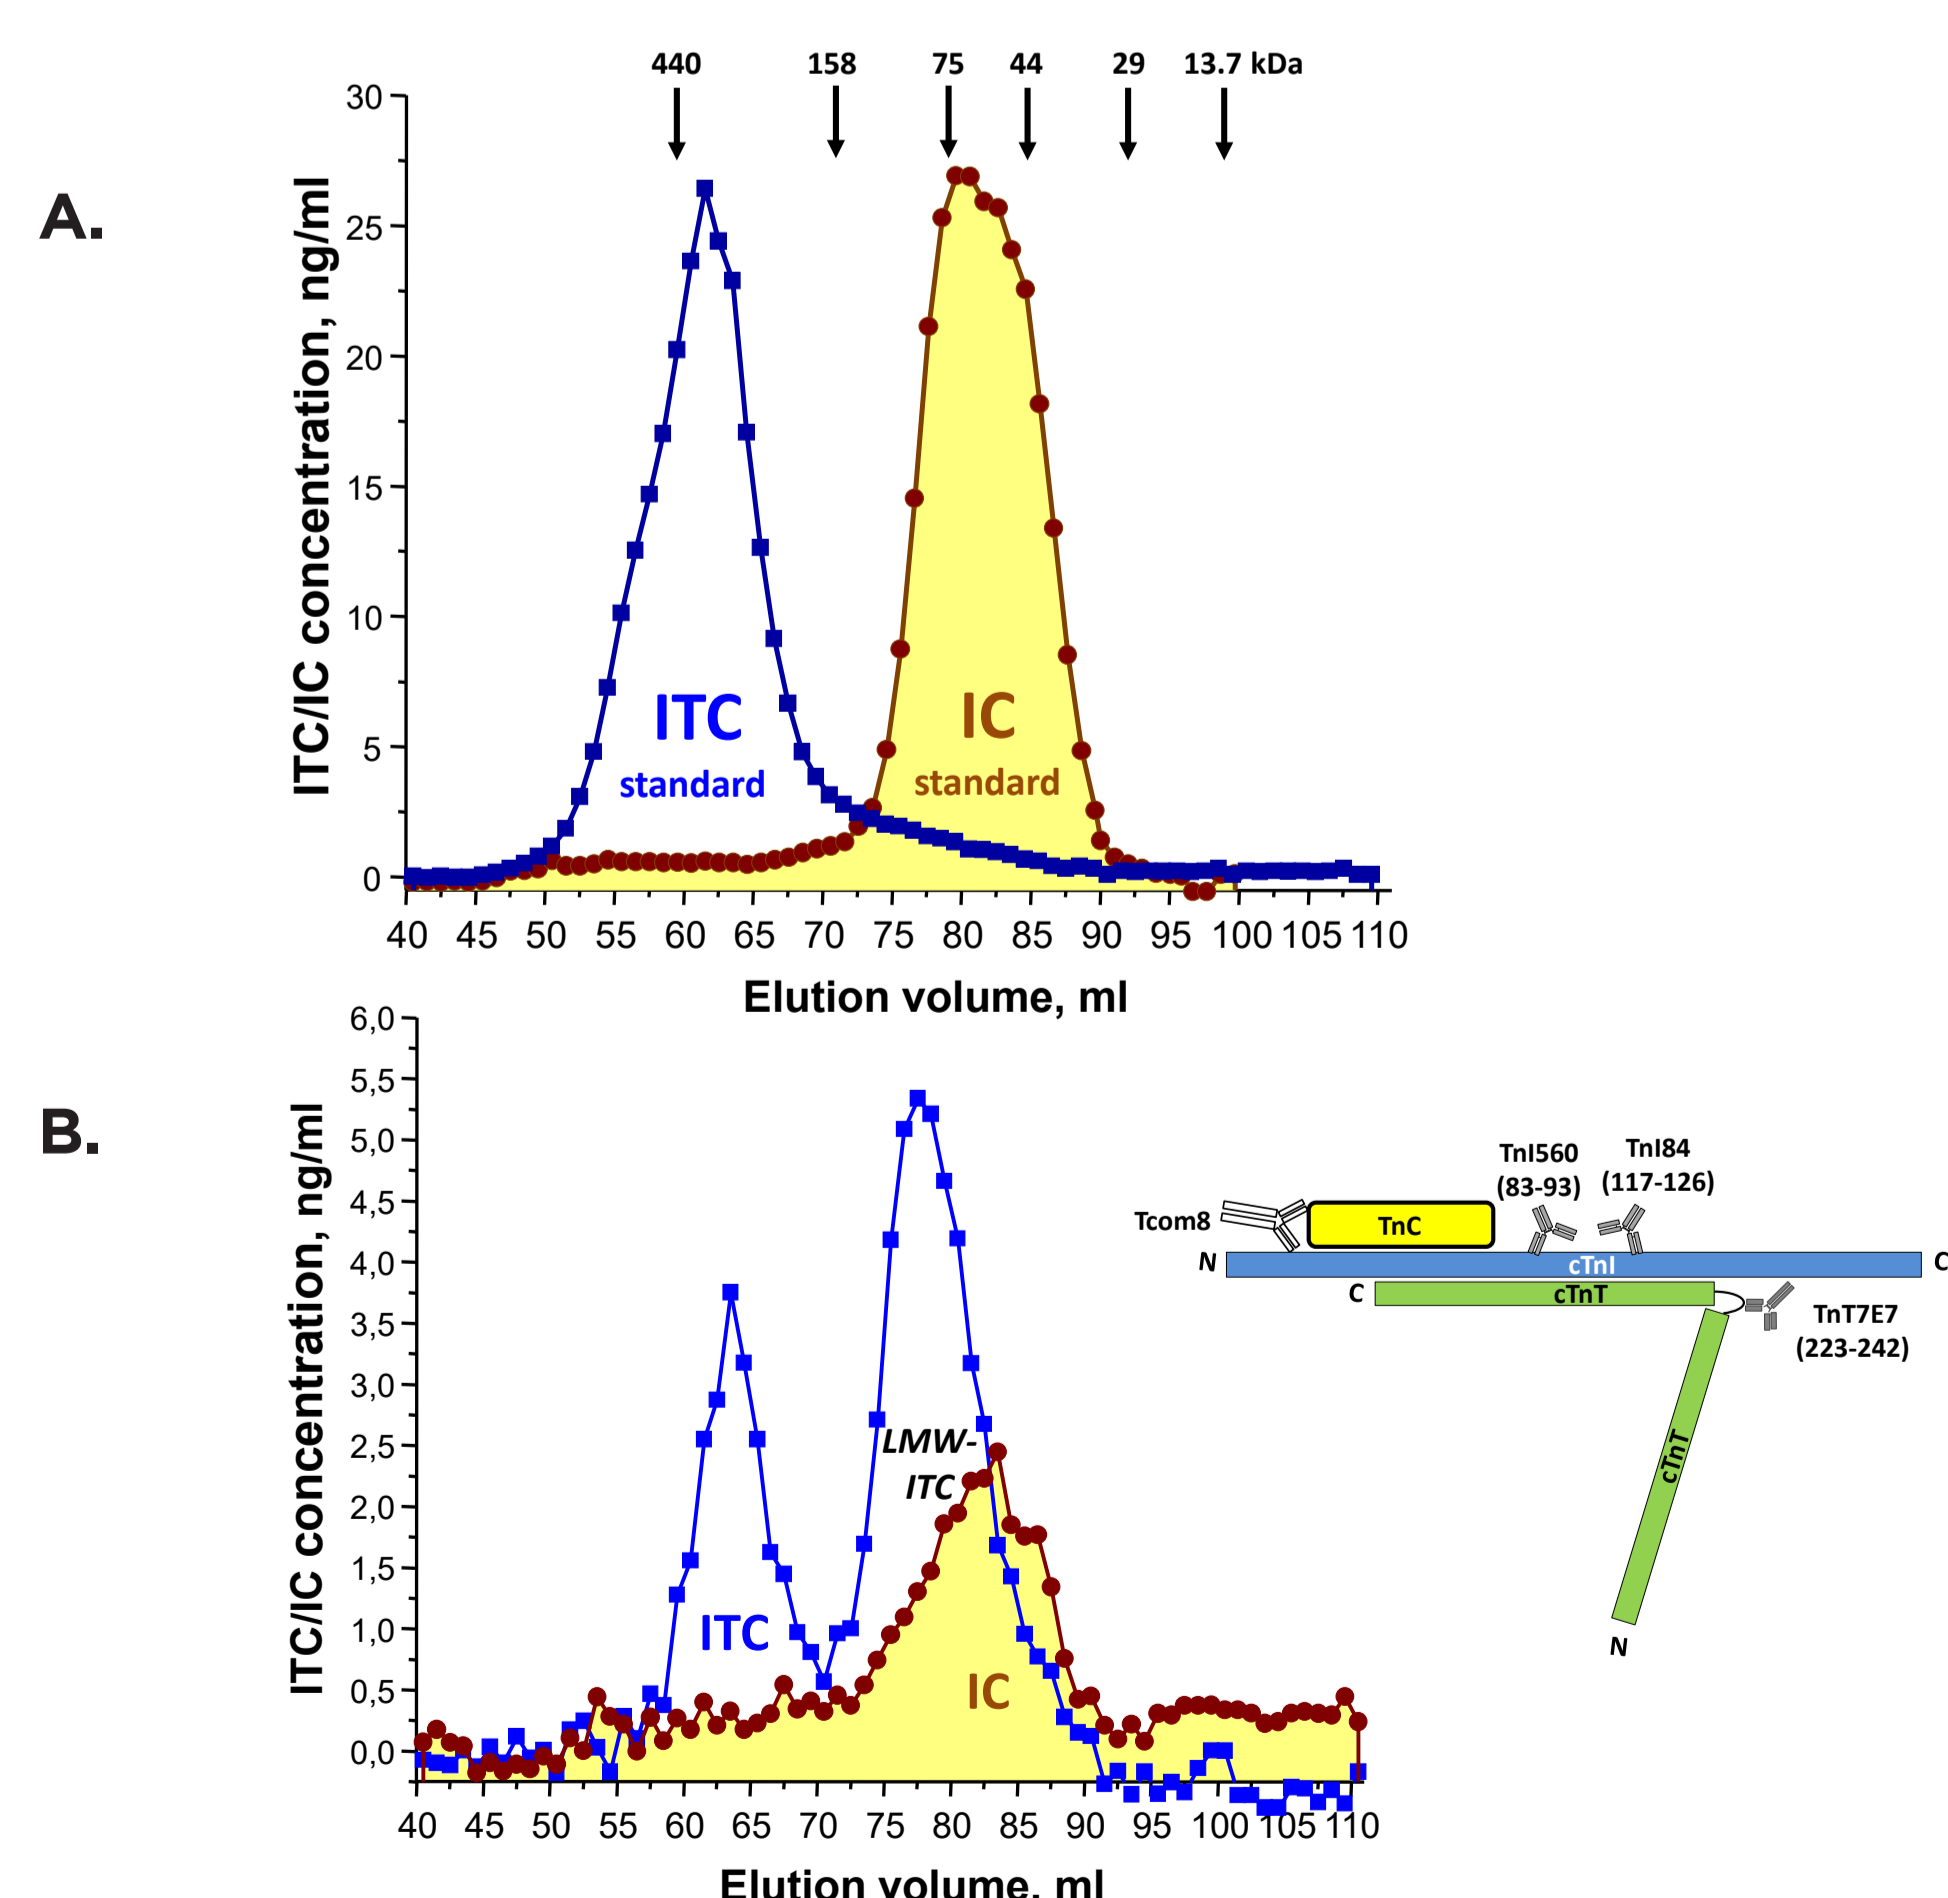 440 158 75 44 29 13.7 kDa
A.
ITC/IC concentration, ng/ml
30
25
20
15
10
5
0
ITC
standard
IC
standard
40 45 50 55 60 65 70 75 80 85 90 95 100 105 110
Elution volume, ml
B.
ITC/IC concentration, ng/ml
6,0
5,5
5,0
4,5
4,0
3,5
3,0
2,5
2,0
1,5
1,0
0,5
0,0
LMW-
ITC
ITC
IC
40 45 50 55 60 65 70 75 80 85 90 95 100 105 110
Elution volume, ml
TnI560
(83-93)
TnI84
(117-126)
Tcom8
TnC
N
cTnI
C
C
cTnT
TnT7E7
(223-242)
cTnT
N